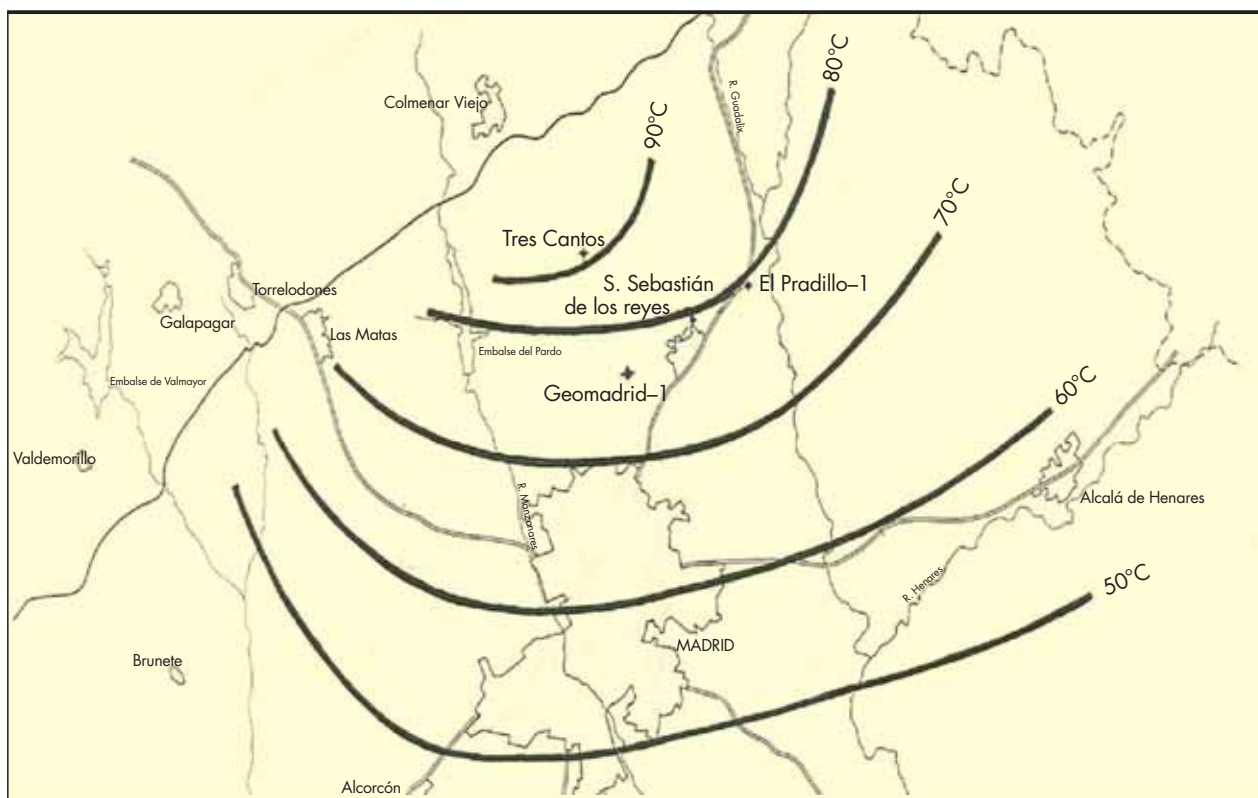 80°C
R. Guadalix
Colmenar Viejo
90°C
70°C
Tres Cantos
S. Sebastián
de los reyes
El Pradillo–1
Torrelodones
Galapagar
Las Matas
Embalse del Pardo
Embalse de Valmayor
Geomadrid–1
60°C
Valdemorillo
Alcalá de Henares
R. Manzanares
R. Henares
50°C
MADRID
Brunete
Alcorcón